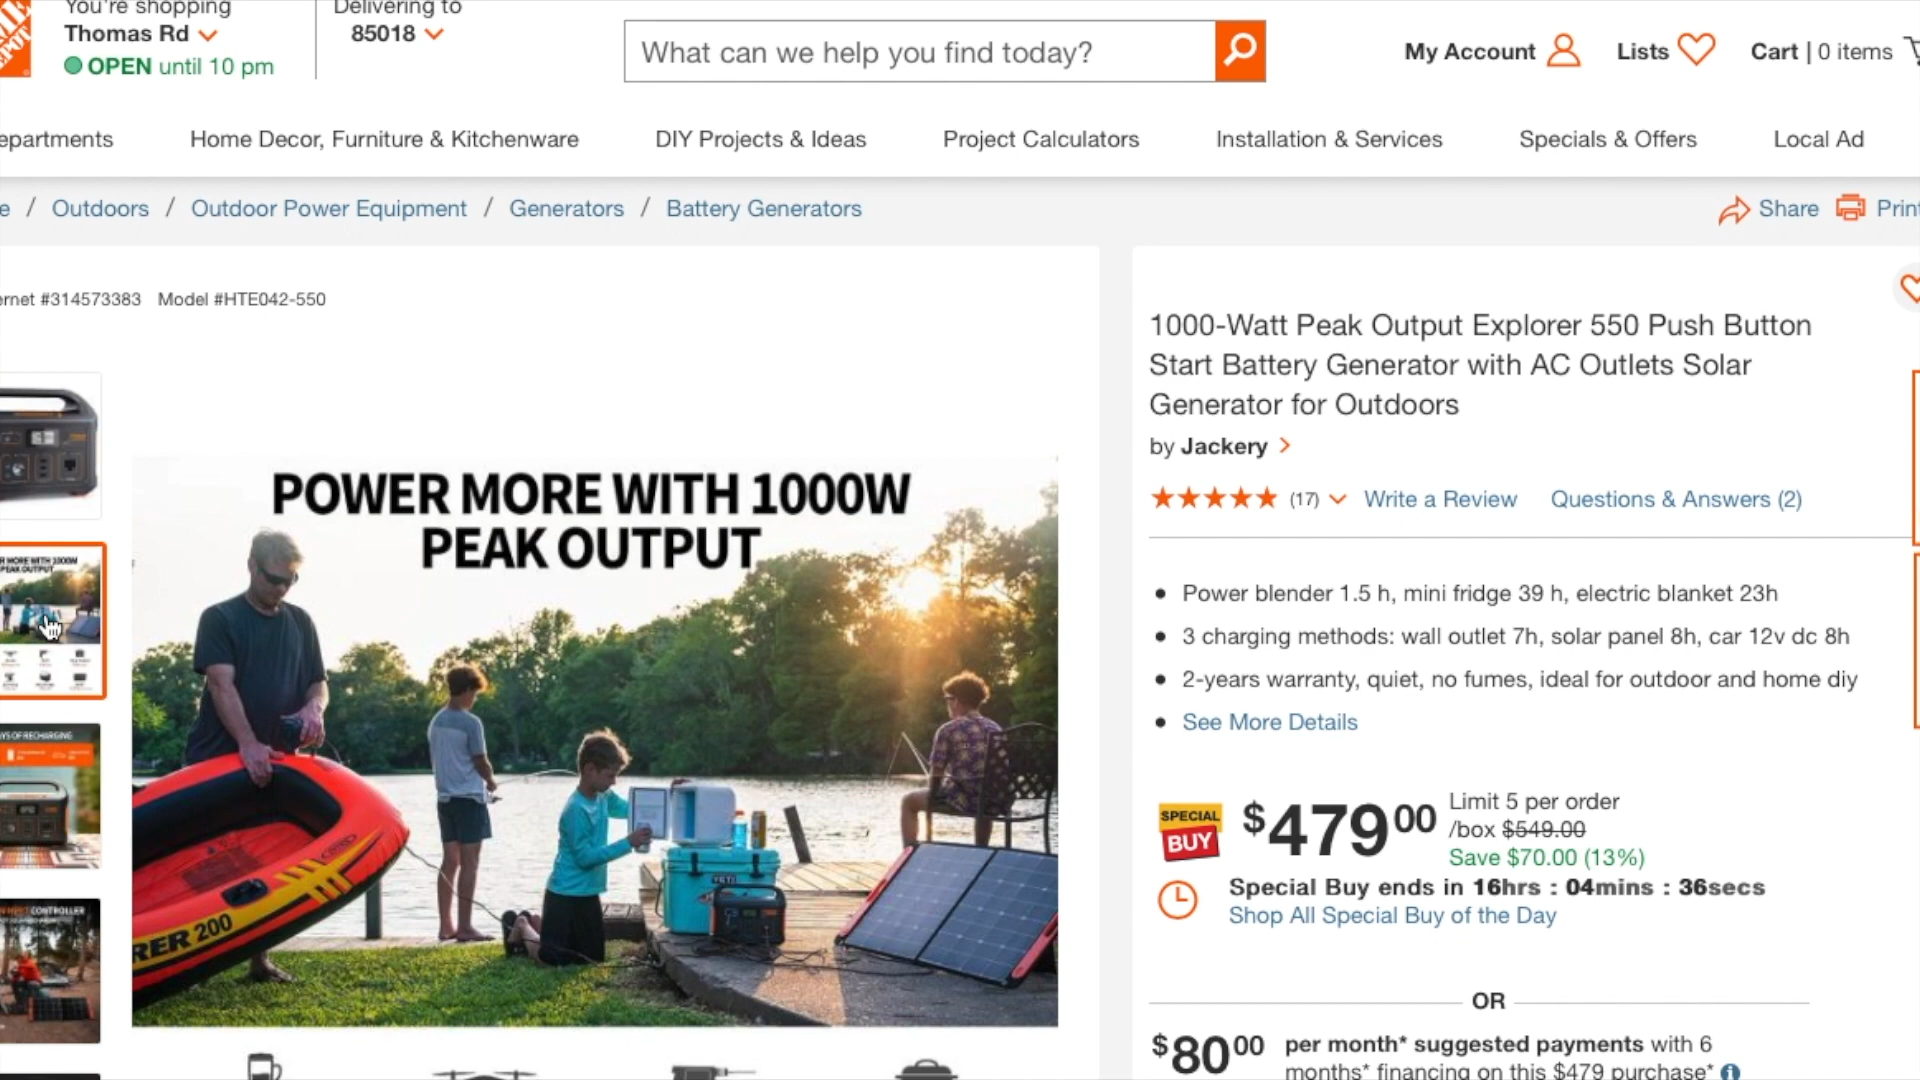 You're shopping
Thomas Rd
OPEN until 10 pm
Delivering to
85018
What can we help you find today?
My Account
Lists
Cart | 0 items
epartments
Home Decor, Furniture & Kitchenware
DIY Projects & Ideas
Project Calculators
Installation & Services
Specials & Offers
Local Ad
e / Outdoors / Outdoor Power Equipment / Generators / Battery Generators
Share
Print
ernet #314573383 Model #HTE042-550
POWER MORE WITH 1000W
PEAK OUTPUT
RER 200
YETI
1000-Watt Peak Output Explorer 550 Push Button
Start Battery Generator with AC Outlets Solar
Generator for Outdoors
by Jackery
(17)
Write a Review
Questions & Answers (2)
Power blender 1.5 h, mini fridge 39 h, electric blanket 23h
3 charging methods: wall outlet 7h, solar panel 8h, car 12v dc 8h
2-years warranty, quiet, no fumes, ideal for outdoor and home diy
See More Details
SPECIAL
BUY
$479 00
Limit 5 per order
/box $549.00
Save $70.00 (13%)
Special Buy ends in 16hrs : 04mins : 36secs
Shop All Special Buy of the Day
OR
$80 00
per month* suggested payments with 6
months* financing on this $479 purchase*